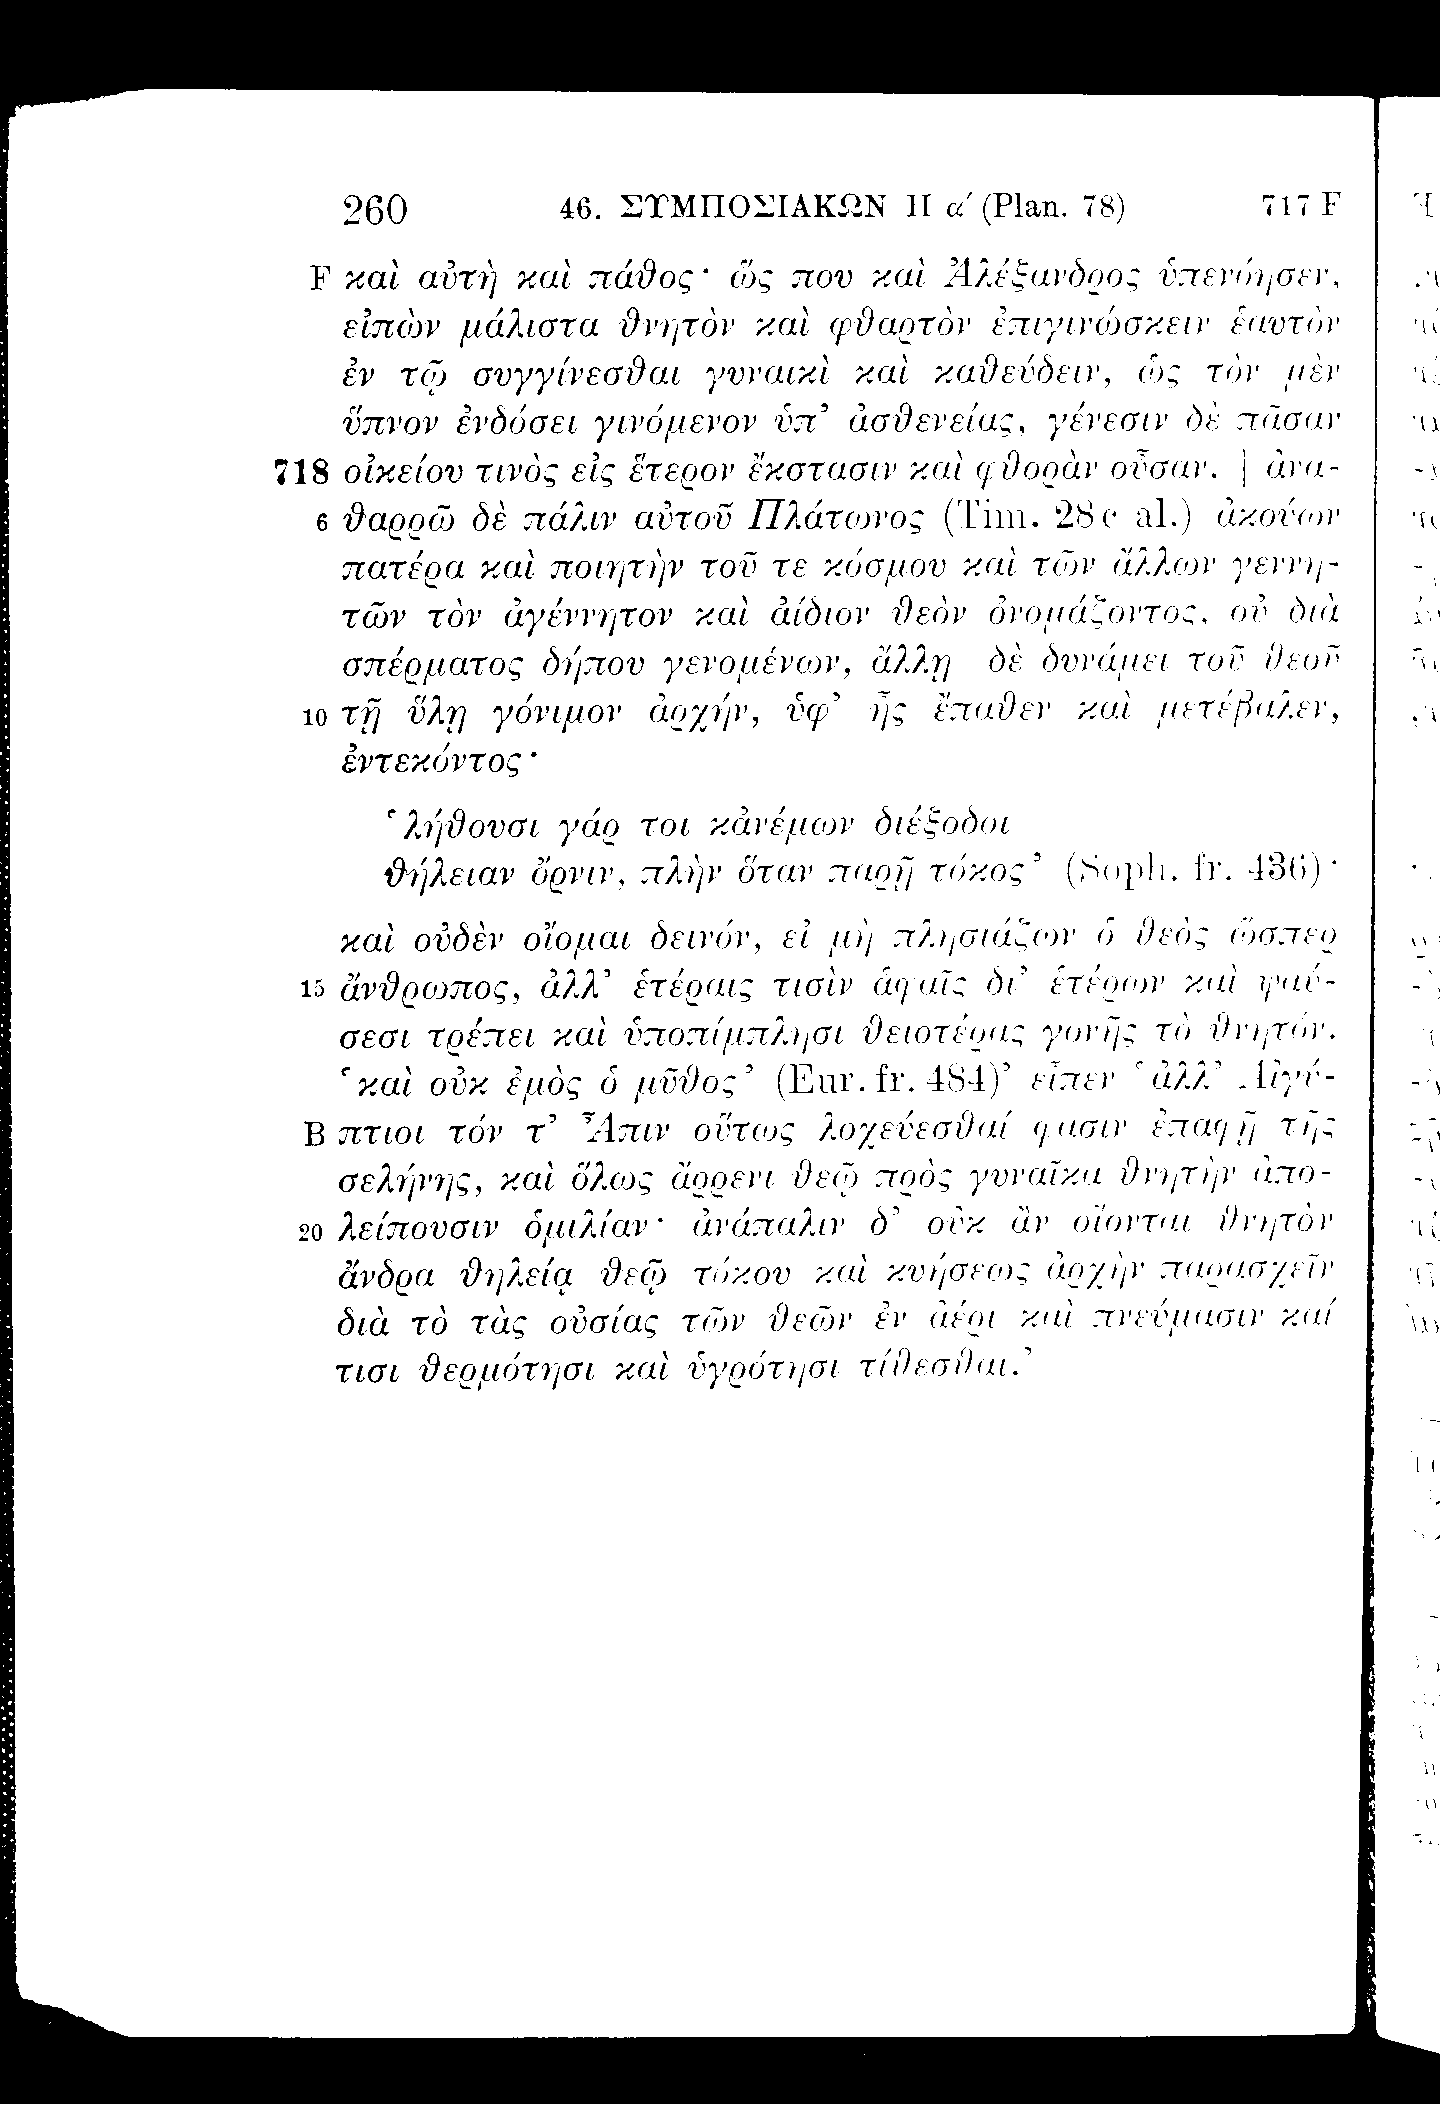 260 46. ΣΥΜΠΟΣΙΑΚΩΝ Η α΄ (Plan. 78) 717 F
F καὶ αὐτὴ καὶ πάθος· ὥς που καὶ Ἀλέξανδρος ὑπενόησεν,
εἰπὼν μάλιστα θνητὸν καὶ φθαρτὸν ἐπιγινώσκειν ἑαυτὸν
ἐν τῷ συγγίνεσθαι γυναικὶ καὶ καθεύδειν, ὡς τὸν μὲν
ὕπνον ἐνδόσει γινόμενον ὑπ’ ἀσθενείας, γένεσιν δὲ πᾶσαν
718 οἰκείου τινὸς εἰς ἕτερον ἔκστασιν καὶ φθορὰν οὖσαν. | ἀνα-
6 θαρρῶ δὲ πάλιν αὐτοῦ Πλάτωνος (Tim. 28c al.) ἀκούων
πατέρα καὶ ποιητὴν τοῦ τε κόσμου καὶ τῶν ἄλλων γεννη-
τῶν τὸν ἀγέννητον καὶ ἀίδιον θεὸν ὀνομάζοντος, οὐ διὰ
σπέρματος δήπου γενομένων, ἄλλῃ δὲ δυνάμει τοῦ θεοῦ
10 τῇ ὕλῃ γόνιμον ἀρχήν, ὑφ’ ἧς ἔπαθεν καὶ μετέβαλεν,
ἐντεκόντος·
‘λήθουσι γάρ τοι κἀνέμων διέξοδοι
θήλειαν ὄρνιν, πλὴν ὅταν παρῇ τόκος’ (Soph. fr. 436)·
καὶ οὐδὲν οἴομαι δεινόν, εἰ μὴ πλησιάζων ὁ θεὸς ὥσπερ
15 ἄνθρωπος, ἀλλ’ ἑτέραις τισὶν ἁφαῖς δι’ ἑτέρων καὶ ψαύ-
σεσι τρέπει καὶ ὑποπίμπλησι θειοτέρας γονῆς τὸ θνητόν.
‘καὶ οὐκ ἐμὸς ὁ μῦθος’ (Eur. fr. 484)’ εἶπεν ‘ἀλλ’ Αἰγύ-
B πτιοι τόν τ’ Ἆπιν οὕτως λοχεύεσθαί φασιν ἐπαφῇ τῆς
σελήνης, καὶ ὅλως ἄρρενι θεῷ πρὸς γυναῖκα θνητὴν ἀπο-
20 λείπουσιν ὁμιλίαν· ἀνάπαλιν δ’ οὐκ ἂν οἴονται θνητὸν
ἄνδρα θηλείᾳ θεῷ τόκου καὶ κυήσεως ἀρχὴν παρασχεῖν
διὰ τὸ τὰς οὐσίας τῶν θεῶν ἐν ἀέρι καὶ πνεύμασιν καί
τισι θερμότησι καὶ ὑγρότησι τίθεσθαι.’